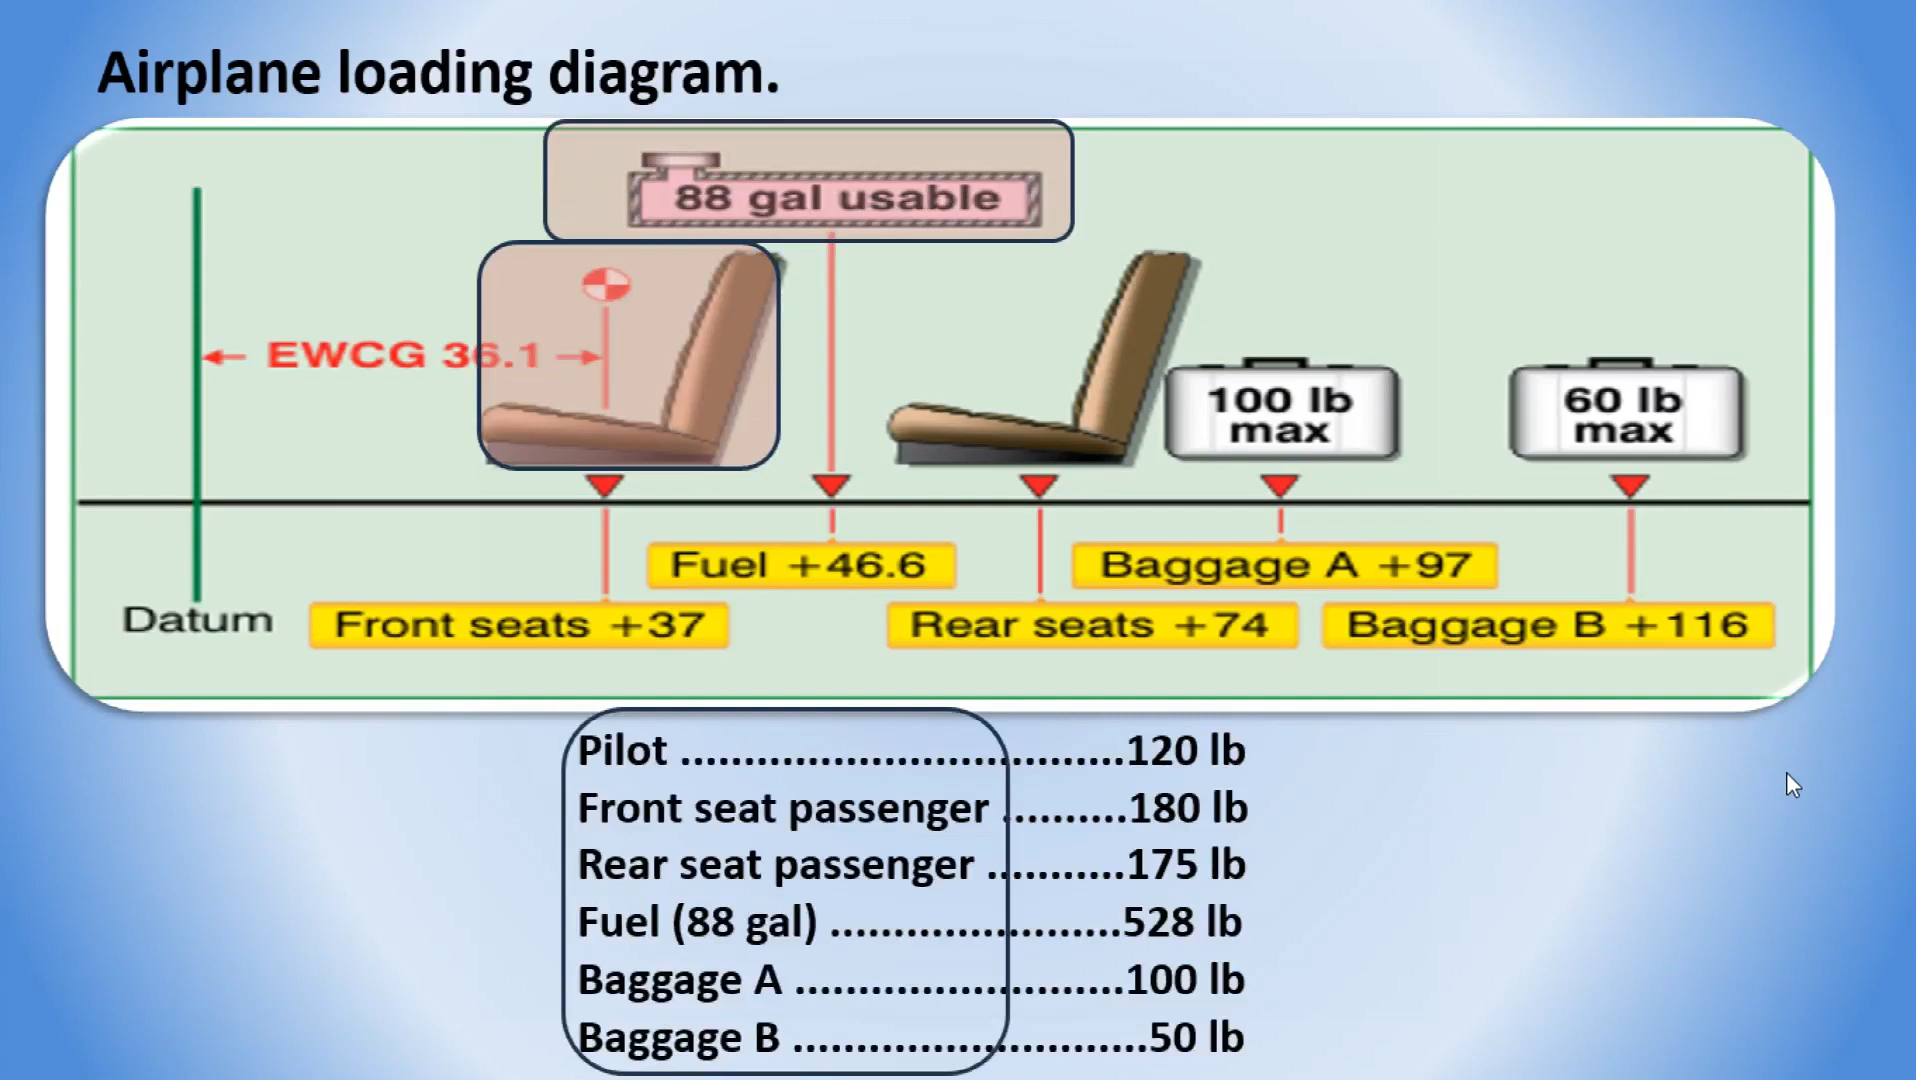 Airplane loading diagram.
88 gal usable
EWCG 36.1
100 lb
max
60 lb
max
Fuel +46.6
Baggage A +97
Datum
Front seats +37
Rear seats +74
Baggage B +116
Pilot ...................................120 lb
Front seat passenger ..........180 lb
Rear seat passenger ...........175 lb
Fuel (88 gal) .......................528 lb
Baggage A ..........................100 lb
Baggage B ............................50 lb